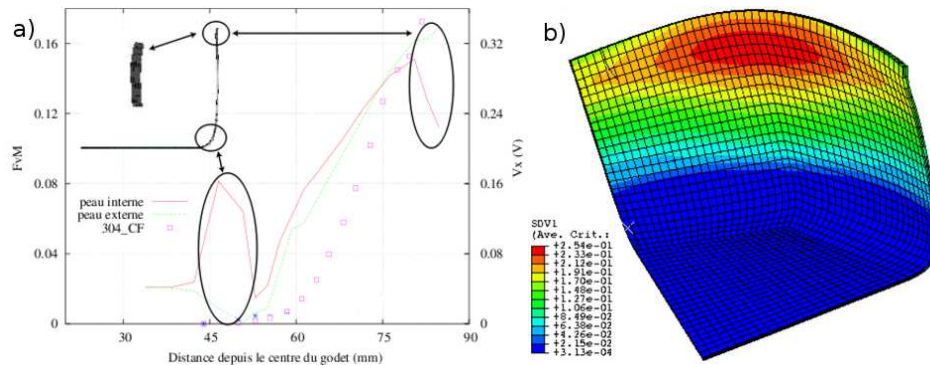 a)
0.16
0.12
0.08
0.04
0
FvM
peau interne
peau externe
304_CF
30
45
60
75
90
Distance depuis le centre du godet (mm)
0.32
0.24
0.16
0.08
0
Vx (V)
b)
SDV1
(Ave. Crit.:
+2.54e-01
+2.33e-01
+2.12e-01
+1.91e-01
+1.70e-01
+1.48e-01
+1.27e-01
+1.06e-01
+8.49e-02
+6.38e-02
+4.26e-02
+2.15e-02
+3.13e-04